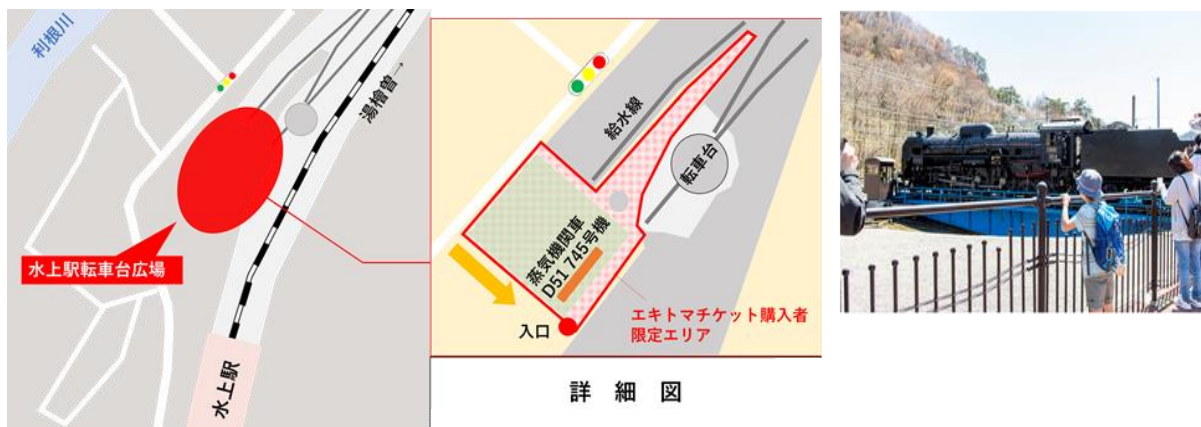 利根川
湯檜曽→
水上駅転車台広場
水上駅
給水線
転車台
蒸気機関車
D51 745号機
入口
エキトマチケット購入者
限定エリア
詳細図